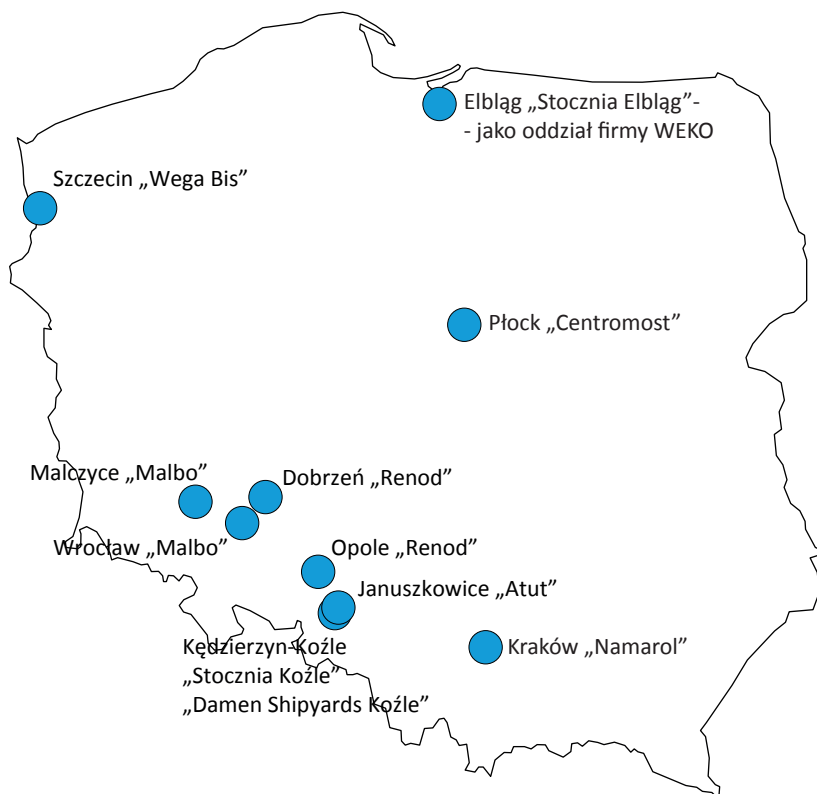 Elbląg „Stocznia Elbląg”-
- jako oddział firmy WEKO
Szczecin „Wega Bis”
Płock „Centromost”
Malczyce „Malbo”
Dobrzeń „Renod”
Wrocław „Malbo”
Opole „Renod”
Januszkowice „Atut”
Kędzierzyn-Koźle
„Stocznia Koźle”
„Damen Shipyards Koźle”
Kraków „Namarol”